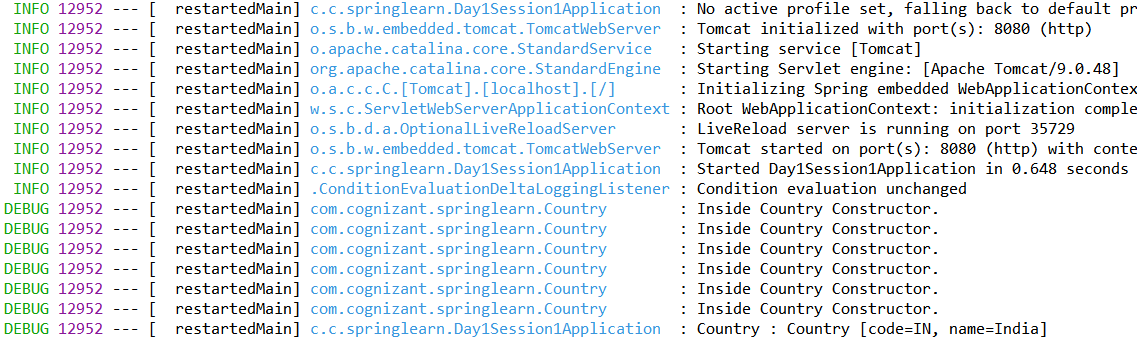 INFO 12952 --- [  restartedMain] c.c.springlearn.Day1Session1Application  : No active profile set, falling back to default pr
INFO 12952 --- [  restartedMain] o.s.b.w.embedded.tomcat.TomcatWebServer  : Tomcat initialized with port(s): 8080 (http)
INFO 12952 --- [  restartedMain] o.apache.catalina.core.StandardService   : Starting service [Tomcat]
INFO 12952 --- [  restartedMain] org.apache.catalina.core.StandardEngine  : Starting Servlet engine: [Apache Tomcat/9.0.48]
INFO 12952 --- [  restartedMain] o.a.c.c.C.[Tomcat].[localhost].[/]       : Initializing Spring embedded WebApplicationContex
INFO 12952 --- [  restartedMain] w.s.c.ServletWebServerApplicationContext : Root WebApplicationContext: initialization comple
INFO 12952 --- [  restartedMain] o.s.b.d.a.OptionalLiveReloadServer       : LiveReload server is running on port 35729
INFO 12952 --- [  restartedMain] o.s.b.w.embedded.tomcat.TomcatWebServer  : Tomcat started on port(s): 8080 (http) with conte
INFO 12952 --- [  restartedMain] c.c.springlearn.Day1Session1Application  : Started Day1Session1Application in 0.648 seconds
INFO 12952 --- [  restartedMain] .ConditionEvaluationDeltaLoggingListener : Condition evaluation unchanged
DEBUG 12952 --- [  restartedMain] com.cognizant.springlearn.Country        : Inside Country Constructor.
DEBUG 12952 --- [  restartedMain] com.cognizant.springlearn.Country        : Inside Country Constructor.
DEBUG 12952 --- [  restartedMain] com.cognizant.springlearn.Country        : Inside Country Constructor.
DEBUG 12952 --- [  restartedMain] com.cognizant.springlearn.Country        : Inside Country Constructor.
DEBUG 12952 --- [  restartedMain] com.cognizant.springlearn.Country        : Inside Country Constructor.
DEBUG 12952 --- [  restartedMain] com.cognizant.springlearn.Country        : Inside Country Constructor.
DEBUG 12952 --- [  restartedMain] c.c.springlearn.Day1Session1Application  : Country : Country [code=IN, name=India]